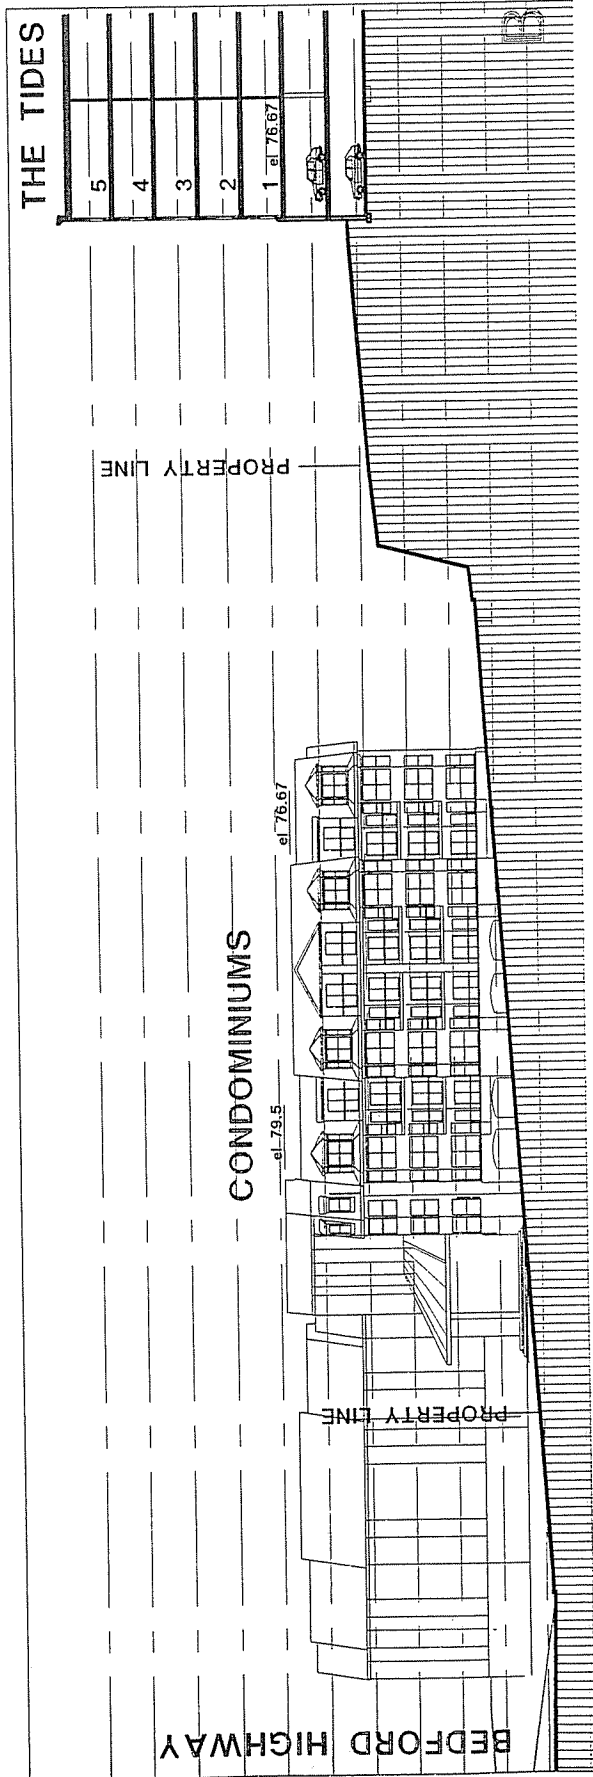 THE TIDES
5
4
3
2
1
el 76.67
PROPERTY LINE
el 76.67
CONDOMINIUMS
el 79.5
PROPERTY LINE
BEDFORD HIGHWAY
B